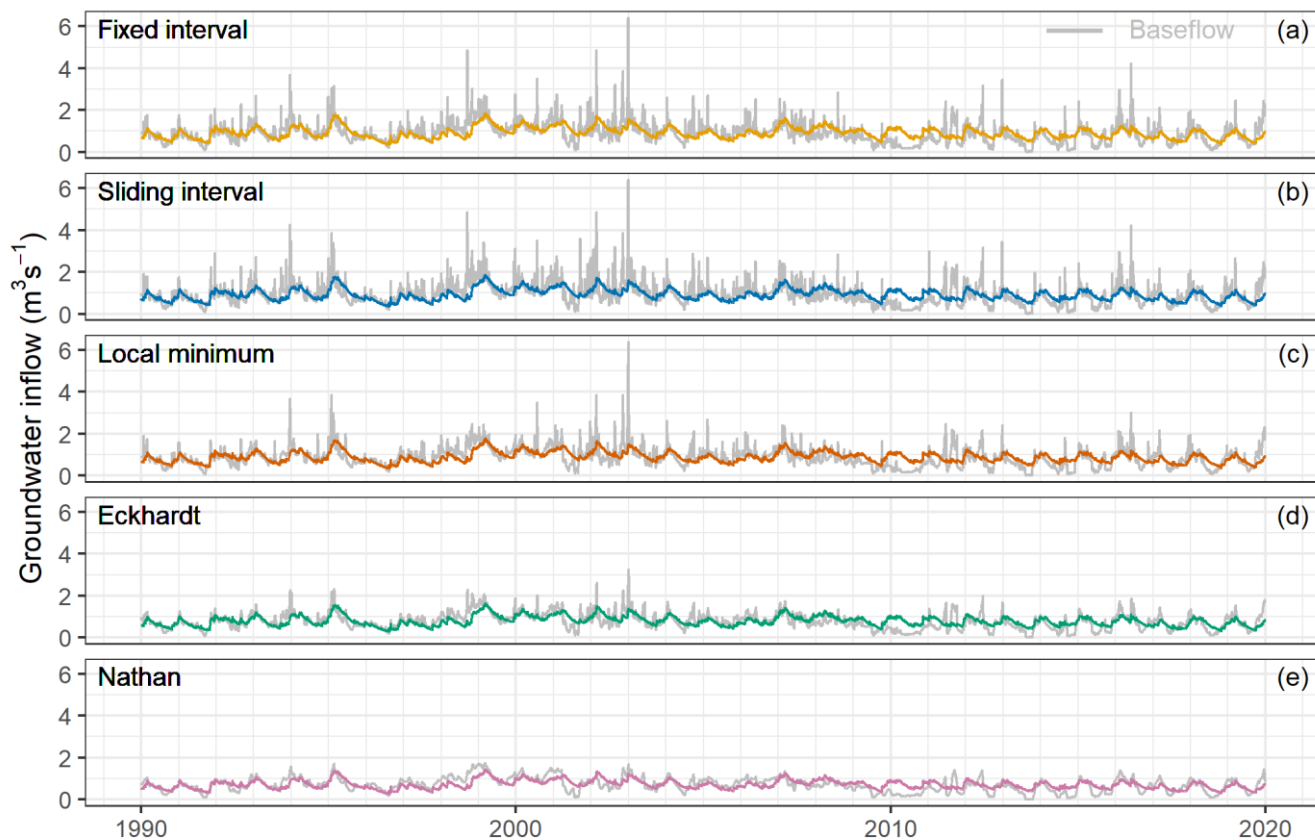 Groundwater inflow (m³s⁻¹)
Fixed interval
Baseflow
(a)
6
4
2
0
Sliding interval
(b)
6
4
2
0
Local minimum
(c)
6
4
2
0
Eckhardt
(d)
6
4
2
0
Nathan
(e)
6
4
2
0
1990
2000
2010
2020